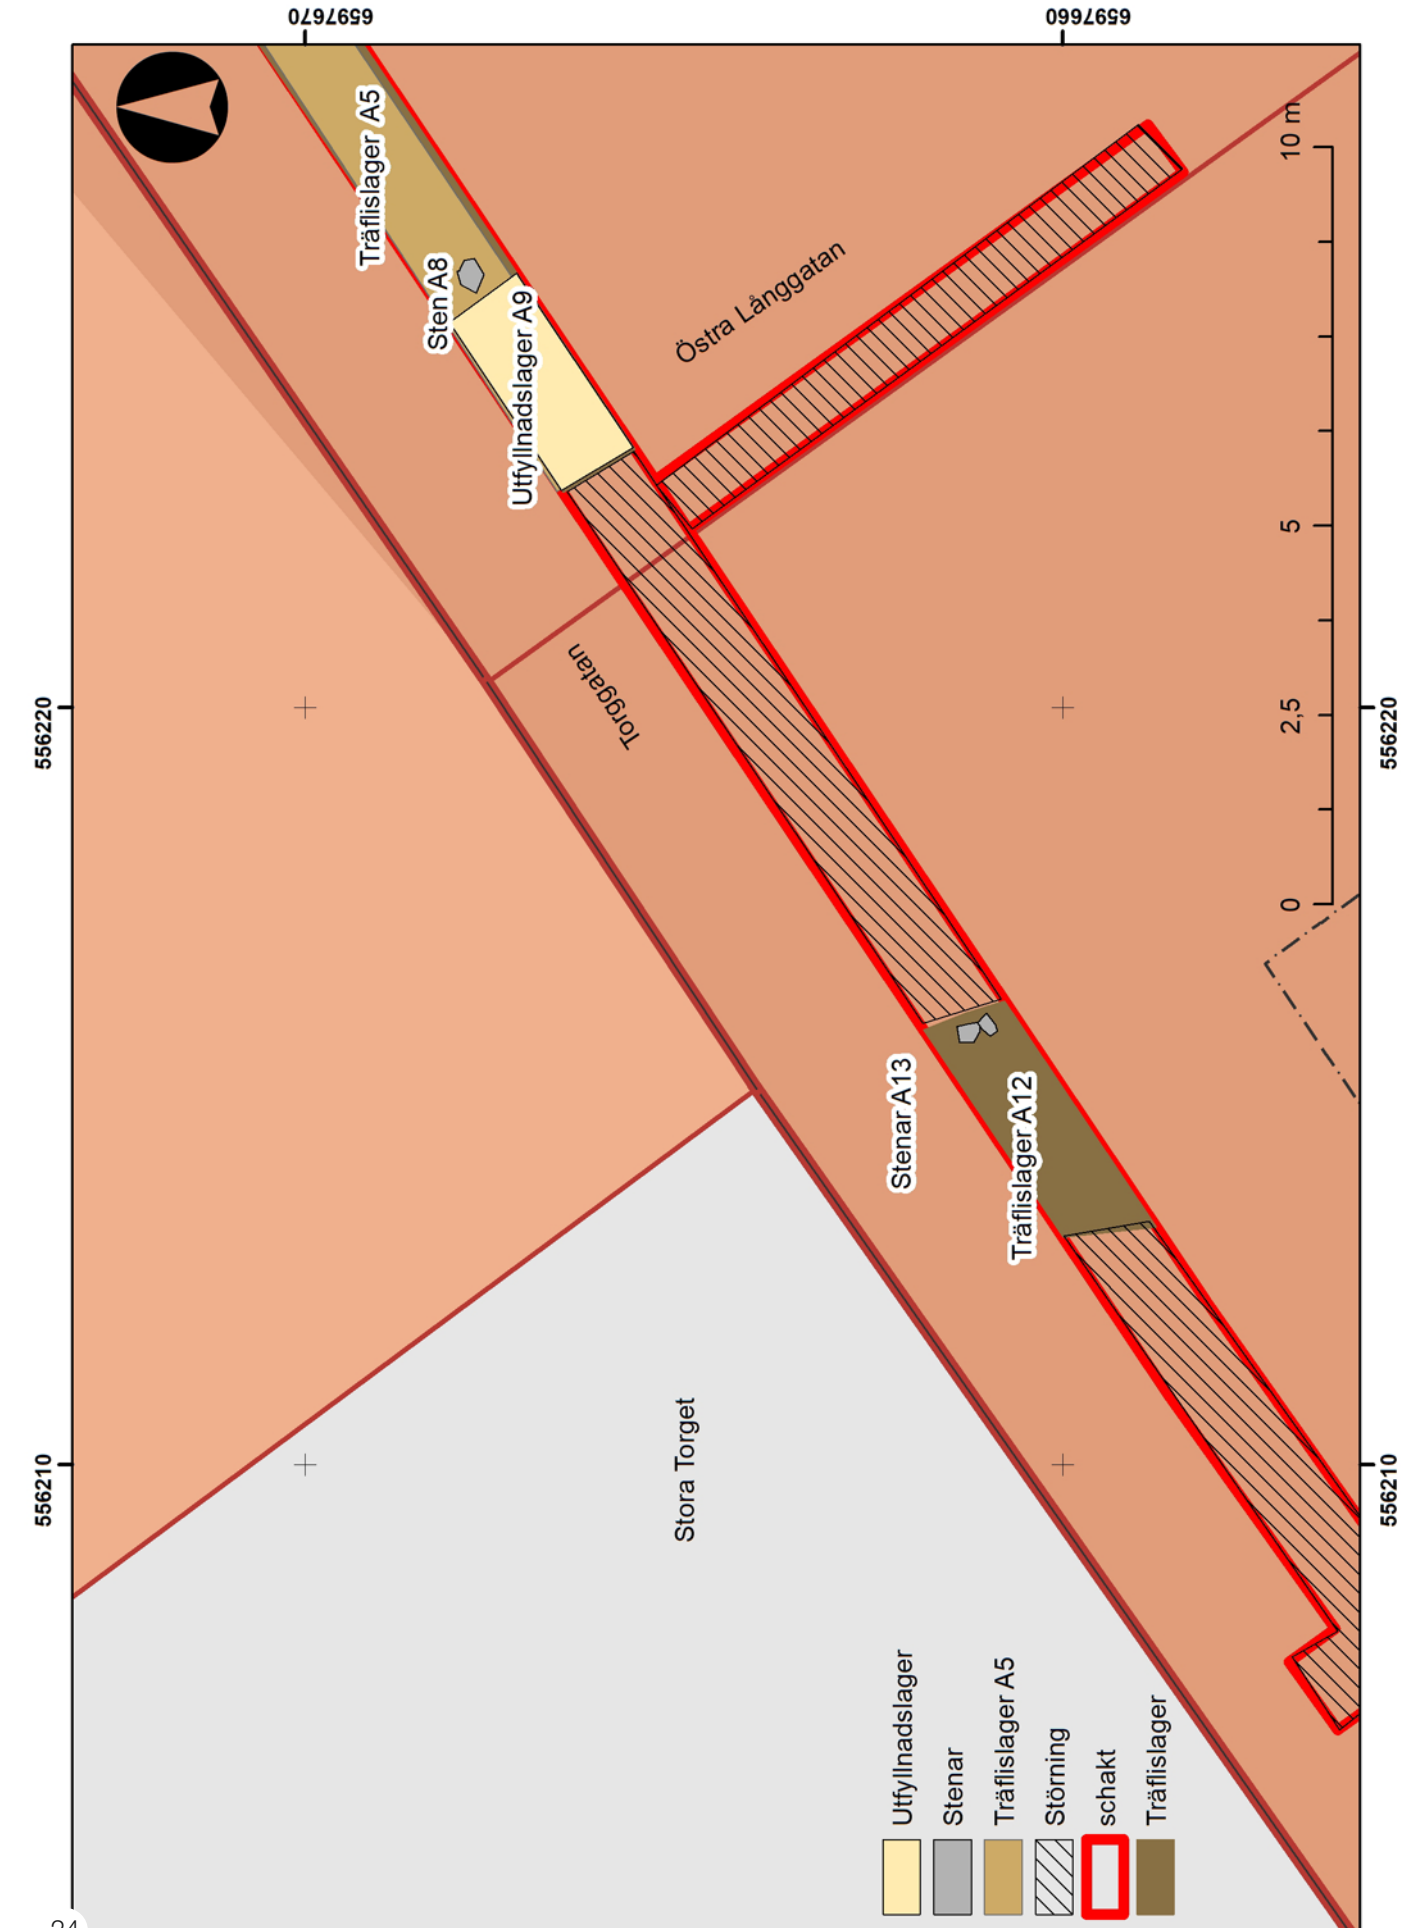 6597670
6597660
Träflislager A5
Sten A8
Utfyllnadslager A9
Östra Långgatan
Torggatan
556220
556220
10 m
5
2,5
0
Stenar A13
Träflislager A12
Stora Torget
556210
556210
Utfyllnadslager
Stenar
Träflislager A5
Störning
schakt
Träflislager